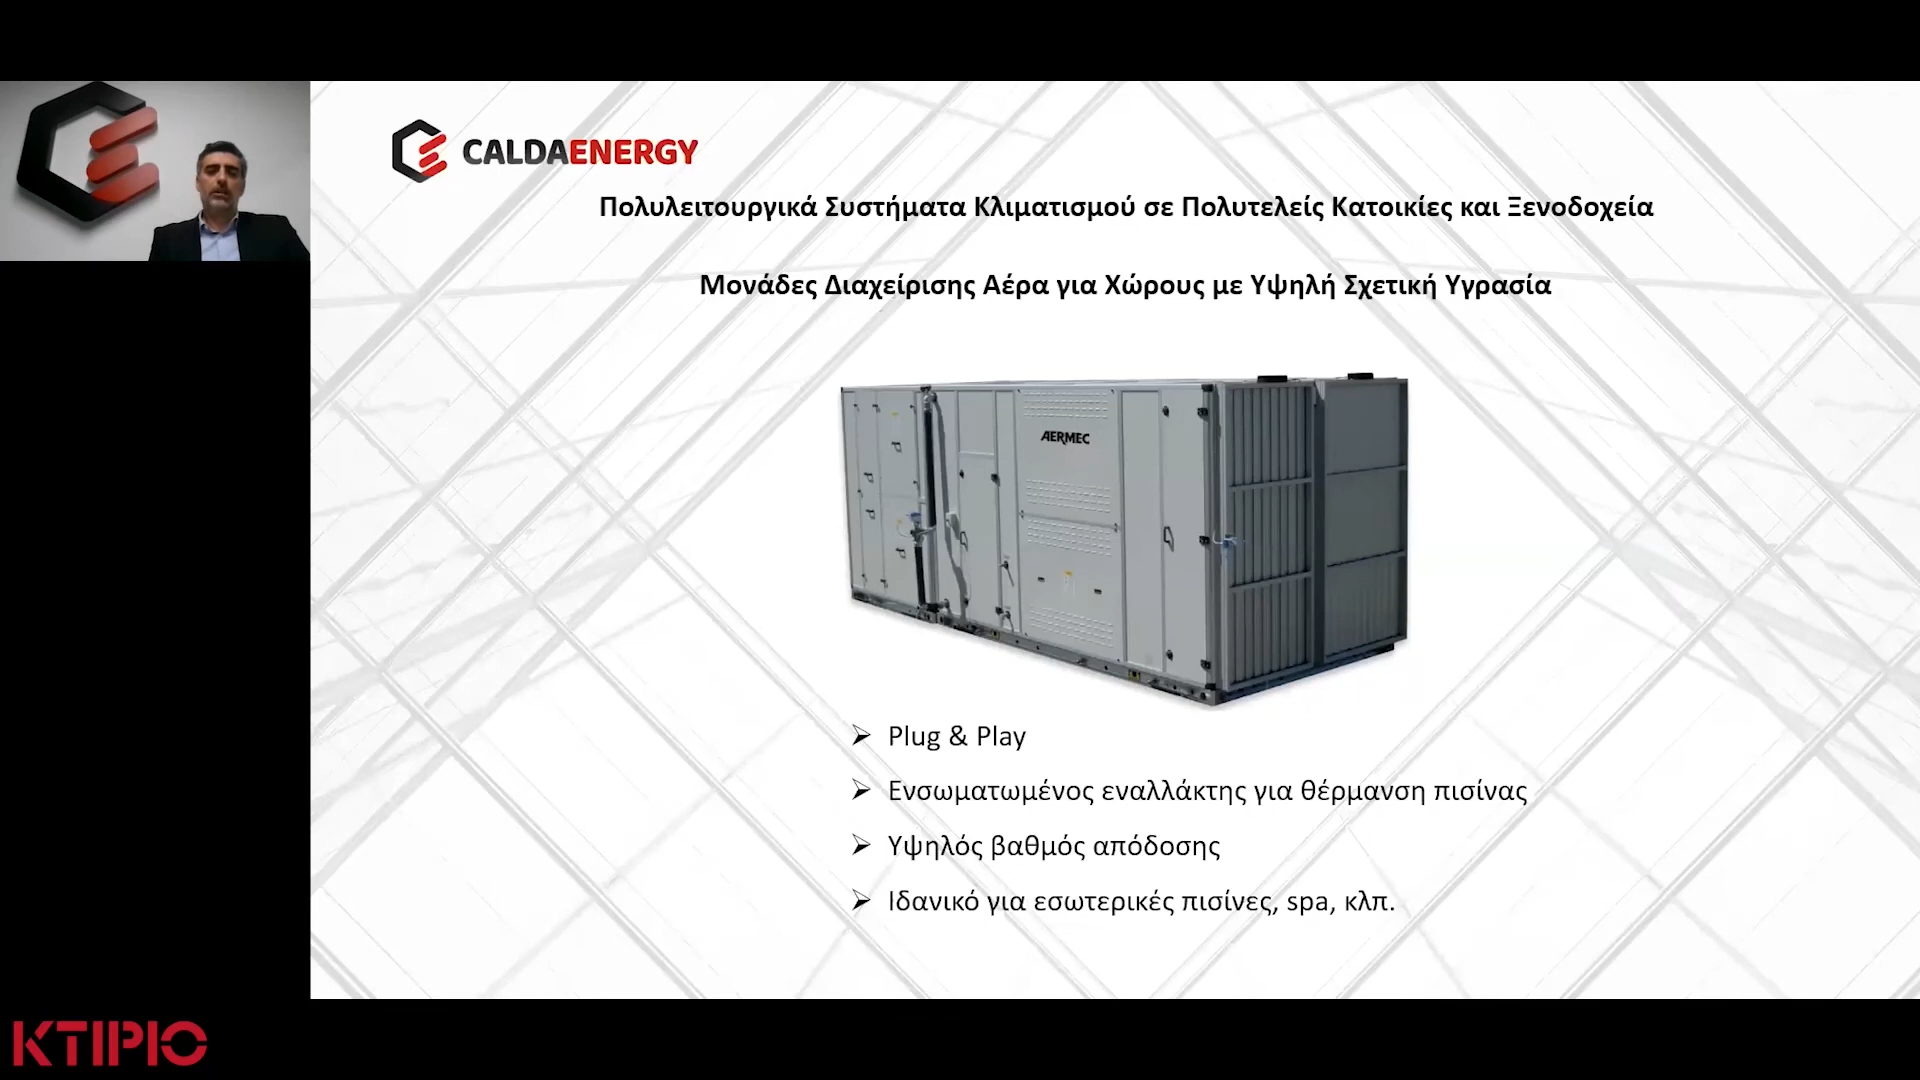 CALDAENERGY
Πολυλειτουργικά Συστήματα Κλιματισμού σε Πολυτελείς Κατοικίες και Ξενοδοχεία
Μονάδες Διαχείρισης Αέρα για Χώρους με Υψηλή Σχετική Υγρασία
AERMEC
Plug & Play
Ενσωματωμένος εναλλάκτης για θέρμανση πισίνας
Υψηλός βαθμός απόδοσης
Ιδανικό για εσωτερικές πισίνες, spa, κλπ.
ΚΤΙΡΙΟ